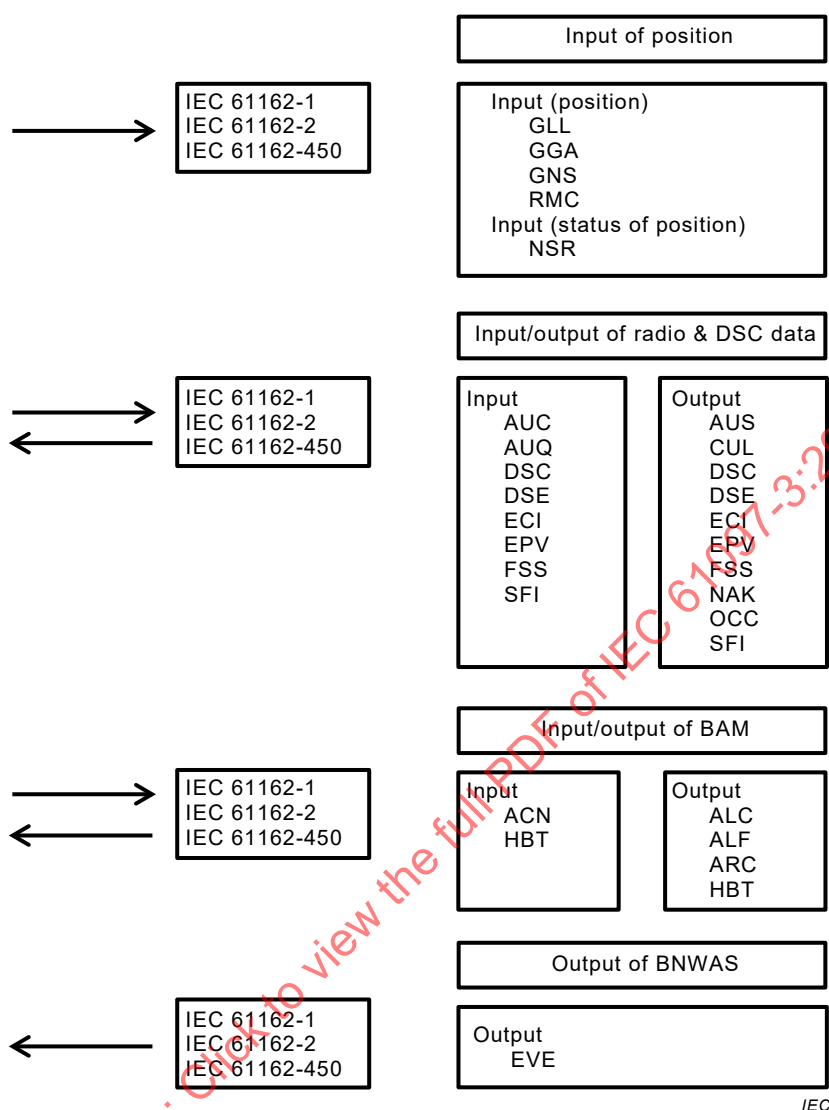 Input of position
IEC 61162-1
IEC 61162-2
IEC 61162-450
Input (position)
GLL
GGA
GNS
RMC
Input (status of position)
NSR
Input/output of radio & DSC data
IEC 61162-1
IEC 61162-2
IEC 61162-450
Input
AUC
AUQ
DSC
DSE
ECI
EPV
FSS
SFI
Output
AUS
CUL
DSC
DSE
ECI
EPV
FSS
NAK
OCC
SFI
Input/output of BAM
IEC 61162-1
IEC 61162-2
IEC 61162-450
Input
ACN
HBT
Output
ALC
ALF
ARC
HBT
Output of BNWAS
IEC 61162-1
IEC 61162-2
IEC 61162-450
Output
EVE
IEC
: Click to view the full PDF of IEC 61097-3:2